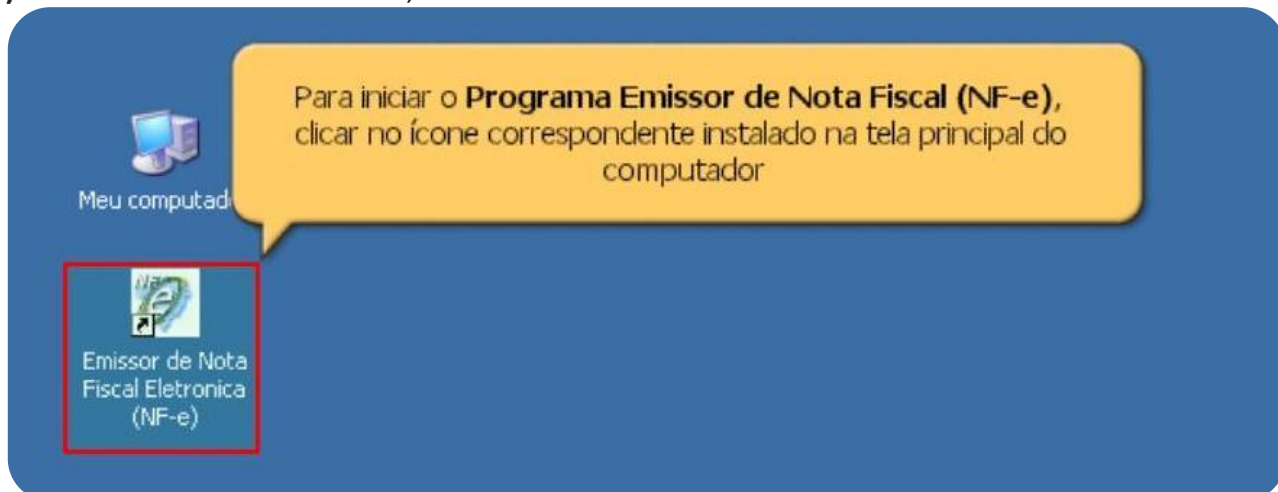 Para iniciar o Programa Emissor de Nota Fiscal (NF-e),
clicar no ícone correspondente instalado na tela principal do
computador
Meu computad
Emissor de Nota
Fiscal Eletronica
(NF-e)